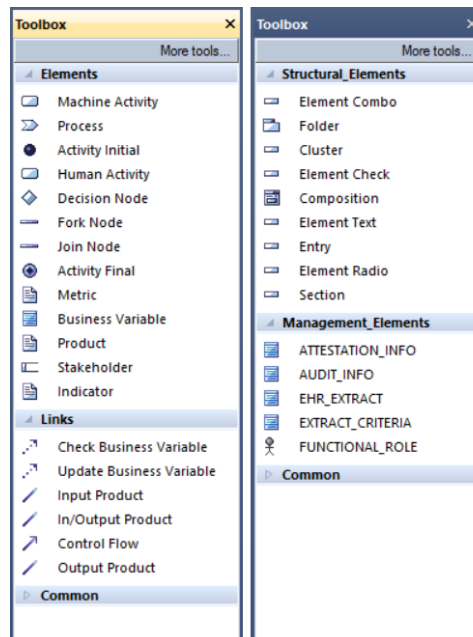 Toolbox
More tools...
Elements
Machine Activity
Process
Activity Initial
Human Activity
Decision Node
Fork Node
Join Node
Activity Final
Metric
Business Variable
Product
Stakeholder
Indicator
Links
Check Business Variable
Update Business Variable
Input Product
In/Output Product
Control Flow
Output Product
Common
Toolbox
More tools...
Structural_Elements
Element Combo
Folder
Cluster
Element Check
Composition
Element Text
Entry
Element Radio
Section
Management_Elements
ATTESTATION_INFO
AUDIT_INFO
EHR_EXTRACT
EXTRACT_CRITERIA
FUNCTIONAL_ROLE
Common